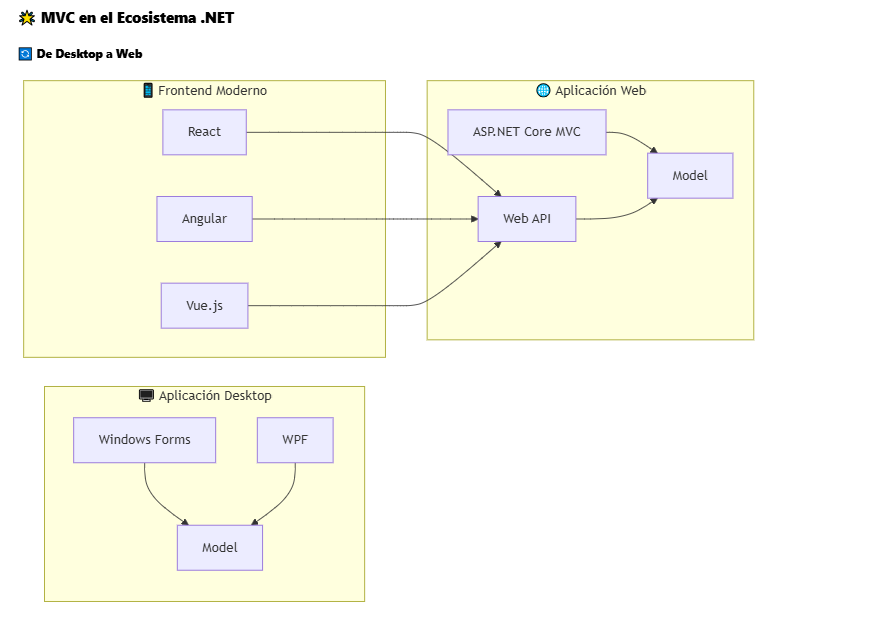 MVC en el Ecosistema .NET
De Desktop a Web
Frontend Moderno
React
Angular
Vue.js
Aplicación Web
ASP.NET Core MVC
Model
Web API
Aplicación Desktop
Windows Forms
WPF
Model